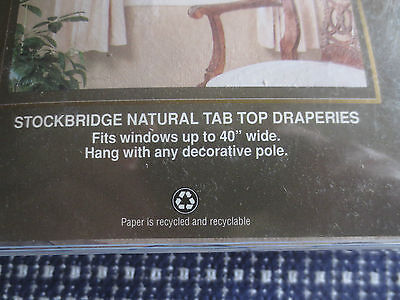 STOCKBRIDGE NATURAL TAB TOP DRAPERIES
Fits windows up to 40" wide.
Hang with any decorative pole.
Paper is recycled and recyclable